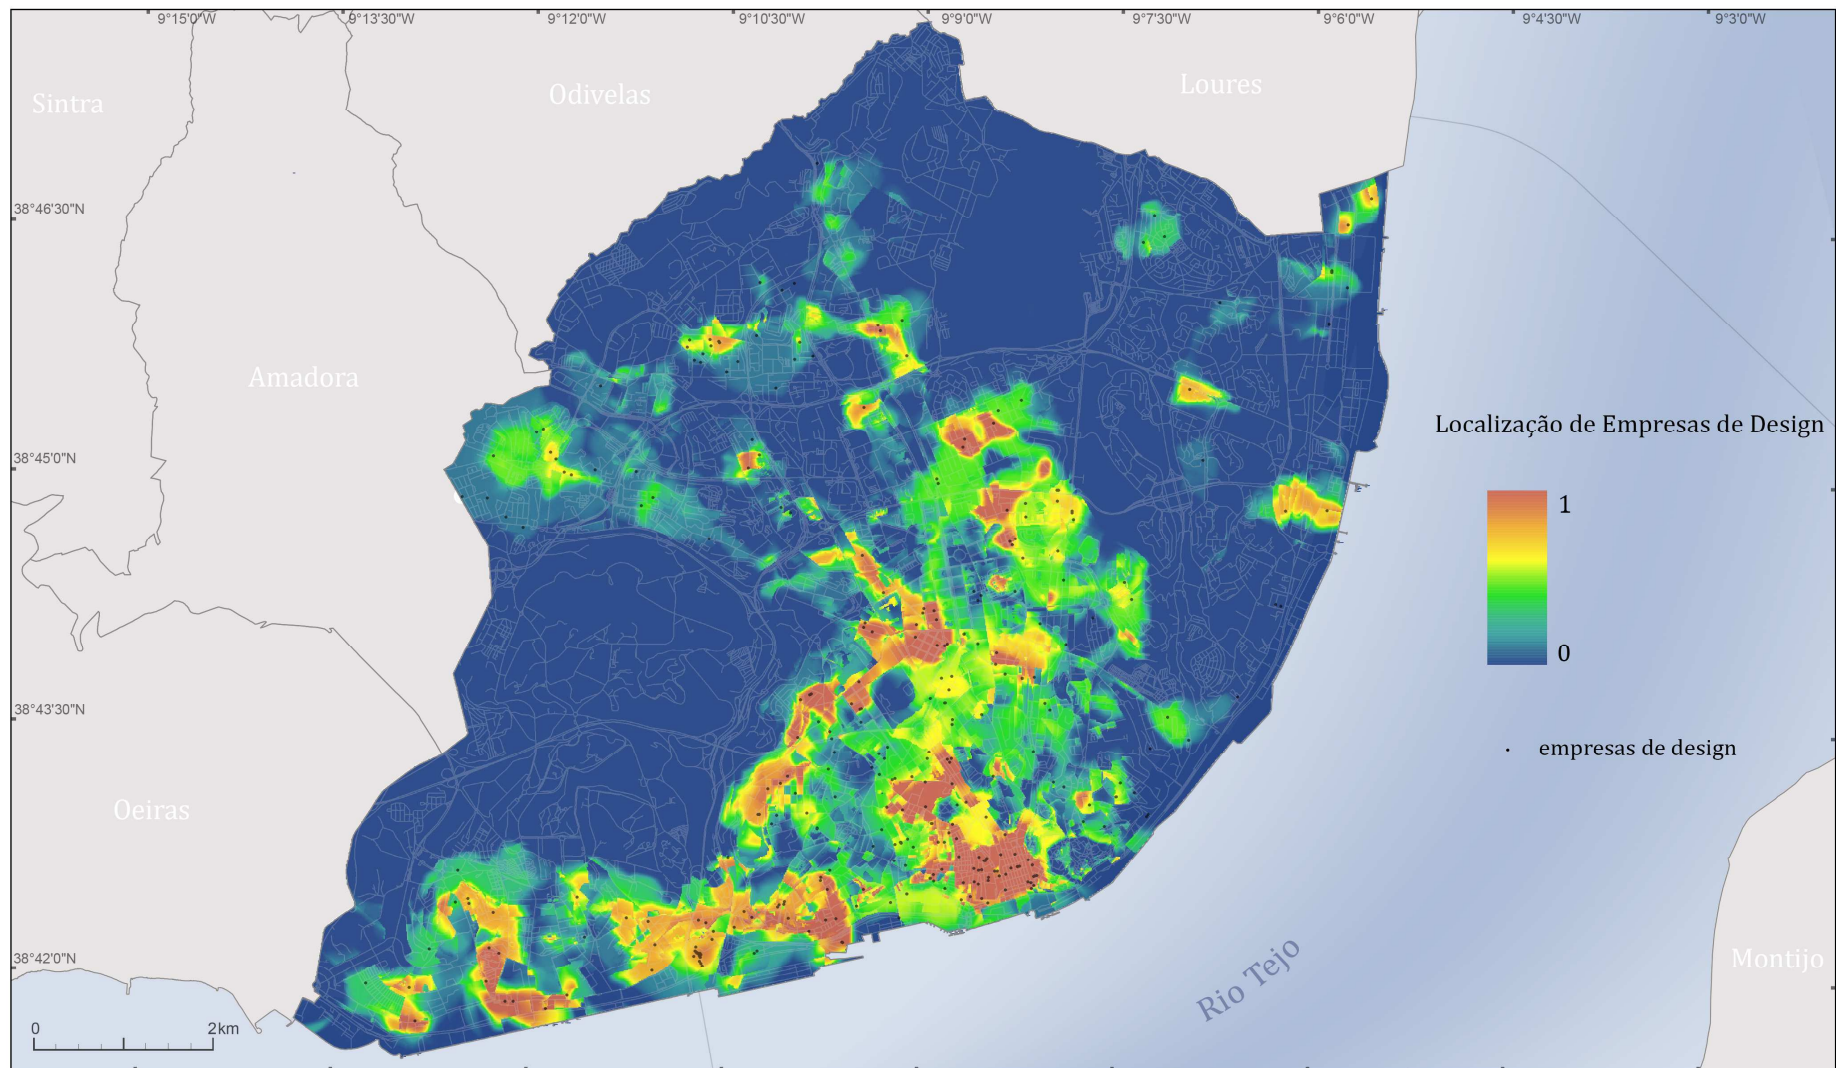 9°15'0"W
9°13'30"W
9°12'0"W
9°10'30"W
9°9'0"W
9°7'30"W
9°6'0"W
9°4'30"W
9°3'0"W
Loures
Odivelas
Sintra
38°46'30"N
Amadora
Localização de Empresas de Design
38°45'0"N
1
0
38°43'30"N
empresas de design
Oeiras
38°42'0"N
Montijo
Rio Tejo
0 2km